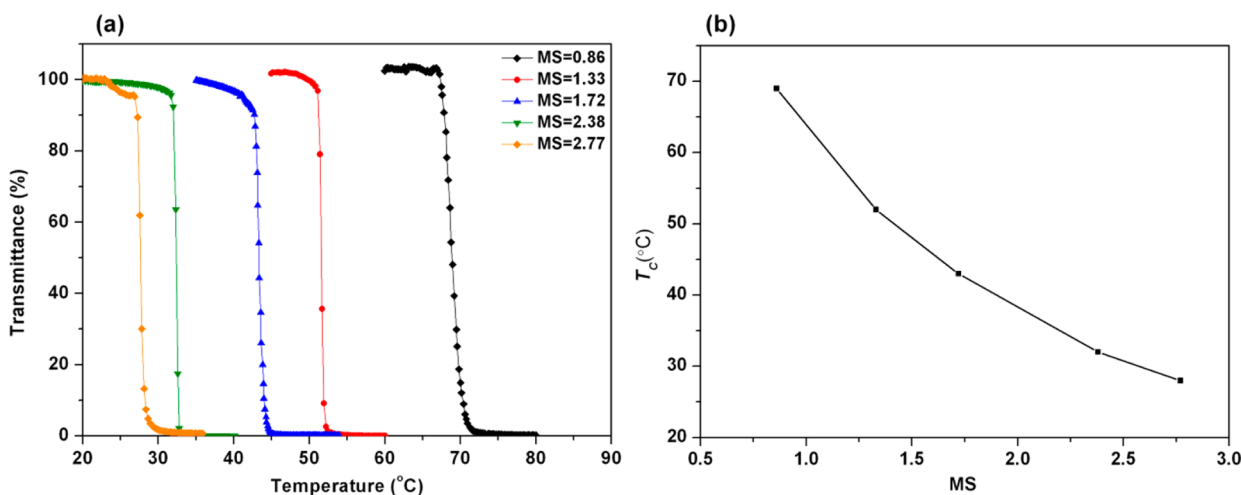 (a)
MS=0.86
MS=1.33
MS=1.72
MS=2.38
MS=2.77
Transmittance (%)
100
80
60
40
20
0
20 30 40 50 60 70 80 90
Temperature (°C)
(b)
Tc(°C)
70
60
50
40
30
20
0.5 1.0 1.5 2.0 2.5 3.0
MS